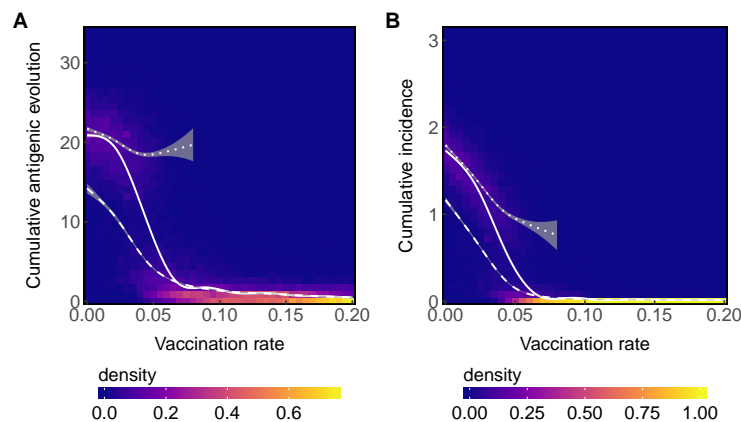 A
Cumulative antigenic evolution
30
20
10
0
0.00 0.05 0.10 0.15 0.20
Vaccination rate
density
0.0 0.2 0.4 0.6
B
Cumulative incidence
3
2
1
0
0.00 0.05 0.10 0.15 0.20
Vaccination rate
density
0.00 0.25 0.50 0.75 1.00